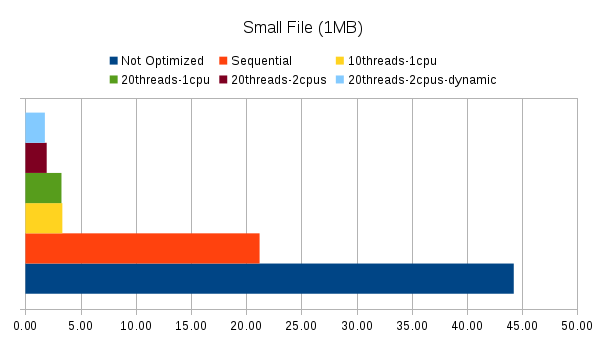 Small File (1MB)
Not Optimized Sequential 10threads-1cpu
20threads-1cpu 20threads-2cpus 20threads-2cpus-dynamic
0.00 5.00 10.00 15.00 20.00 25.00 30.00 35.00 40.00 45.00 50.00